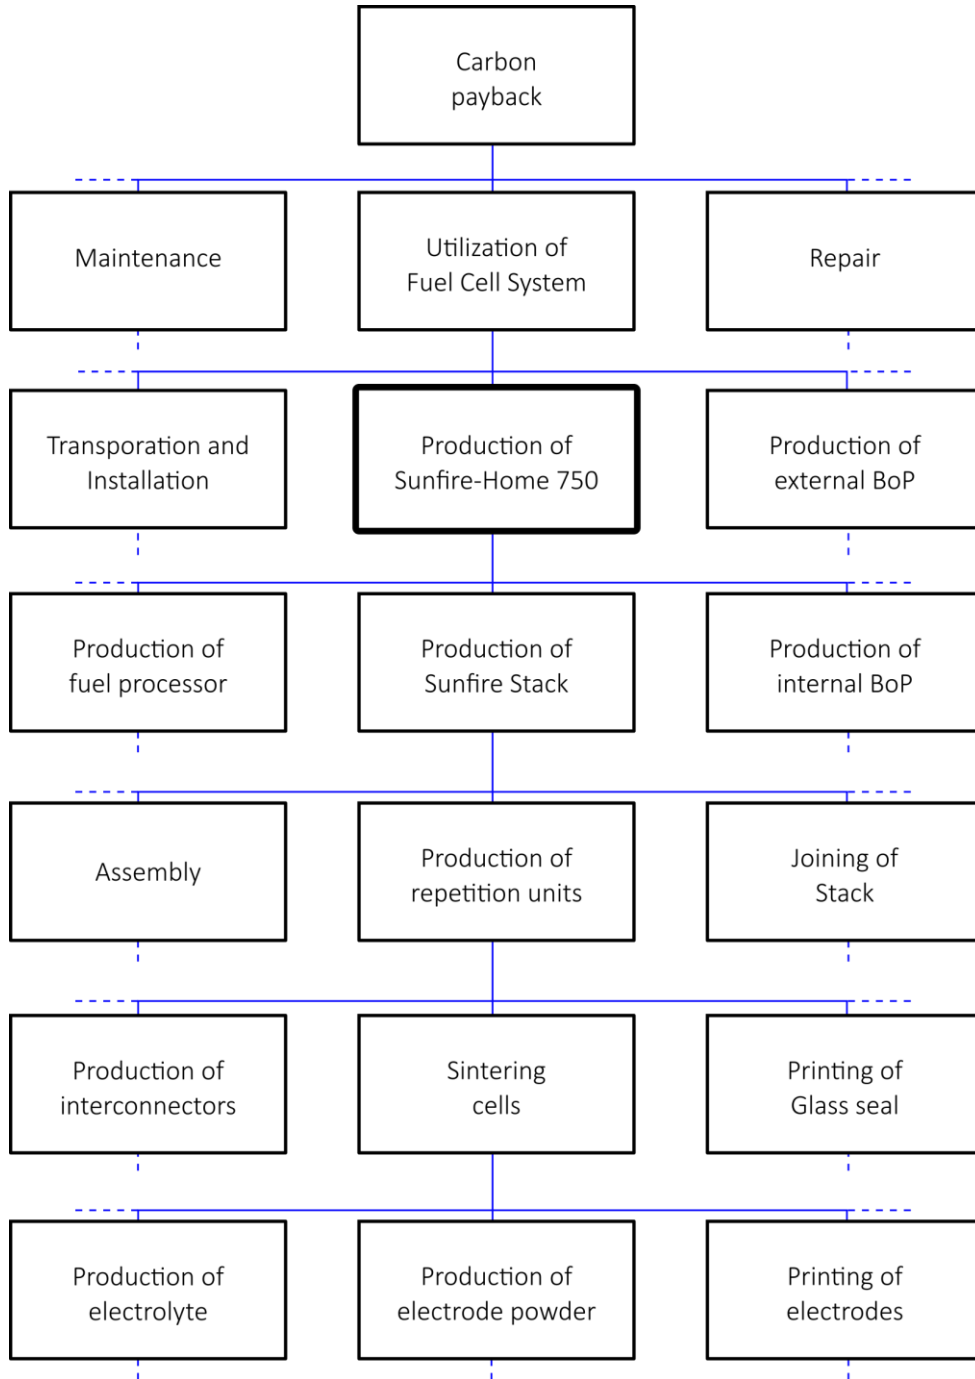 Carbon
payback
Maintenance
Utilization of
Fuel Cell System
Repair
Transporation and
Installation
Production of
Sunfire-Home 750
Production of
external BoP
Production of
fuel processor
Production of
Sunfire Stack
Production of
internal BoP
Assembly
Production of
repetition units
Joining of
Stack
Production of
interconnectors
Sintering
cells
Printing of
Glass seal
Production of
electrolyte
Production of
electrode powder
Printing of
electrodes